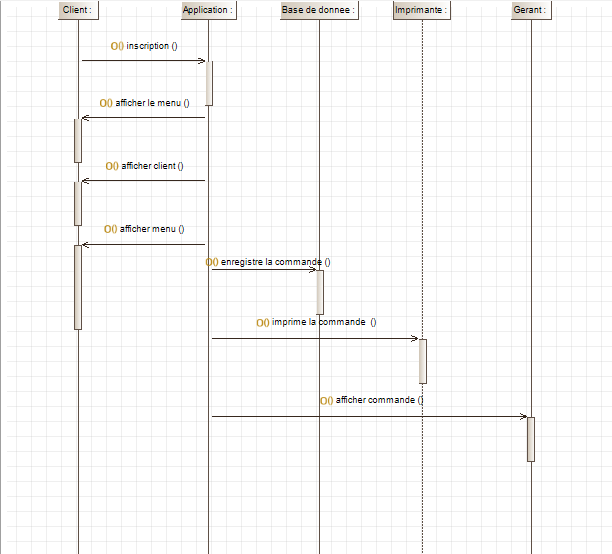 Client : Application : Base de donnee : Imprimante : Gerant :
O() inscription ()
O() afficher le menu ()
O() afficher client ()
O() afficher menu ()
O() enregistre la commande ()
O() imprime la commande ()
O() afficher commande ()